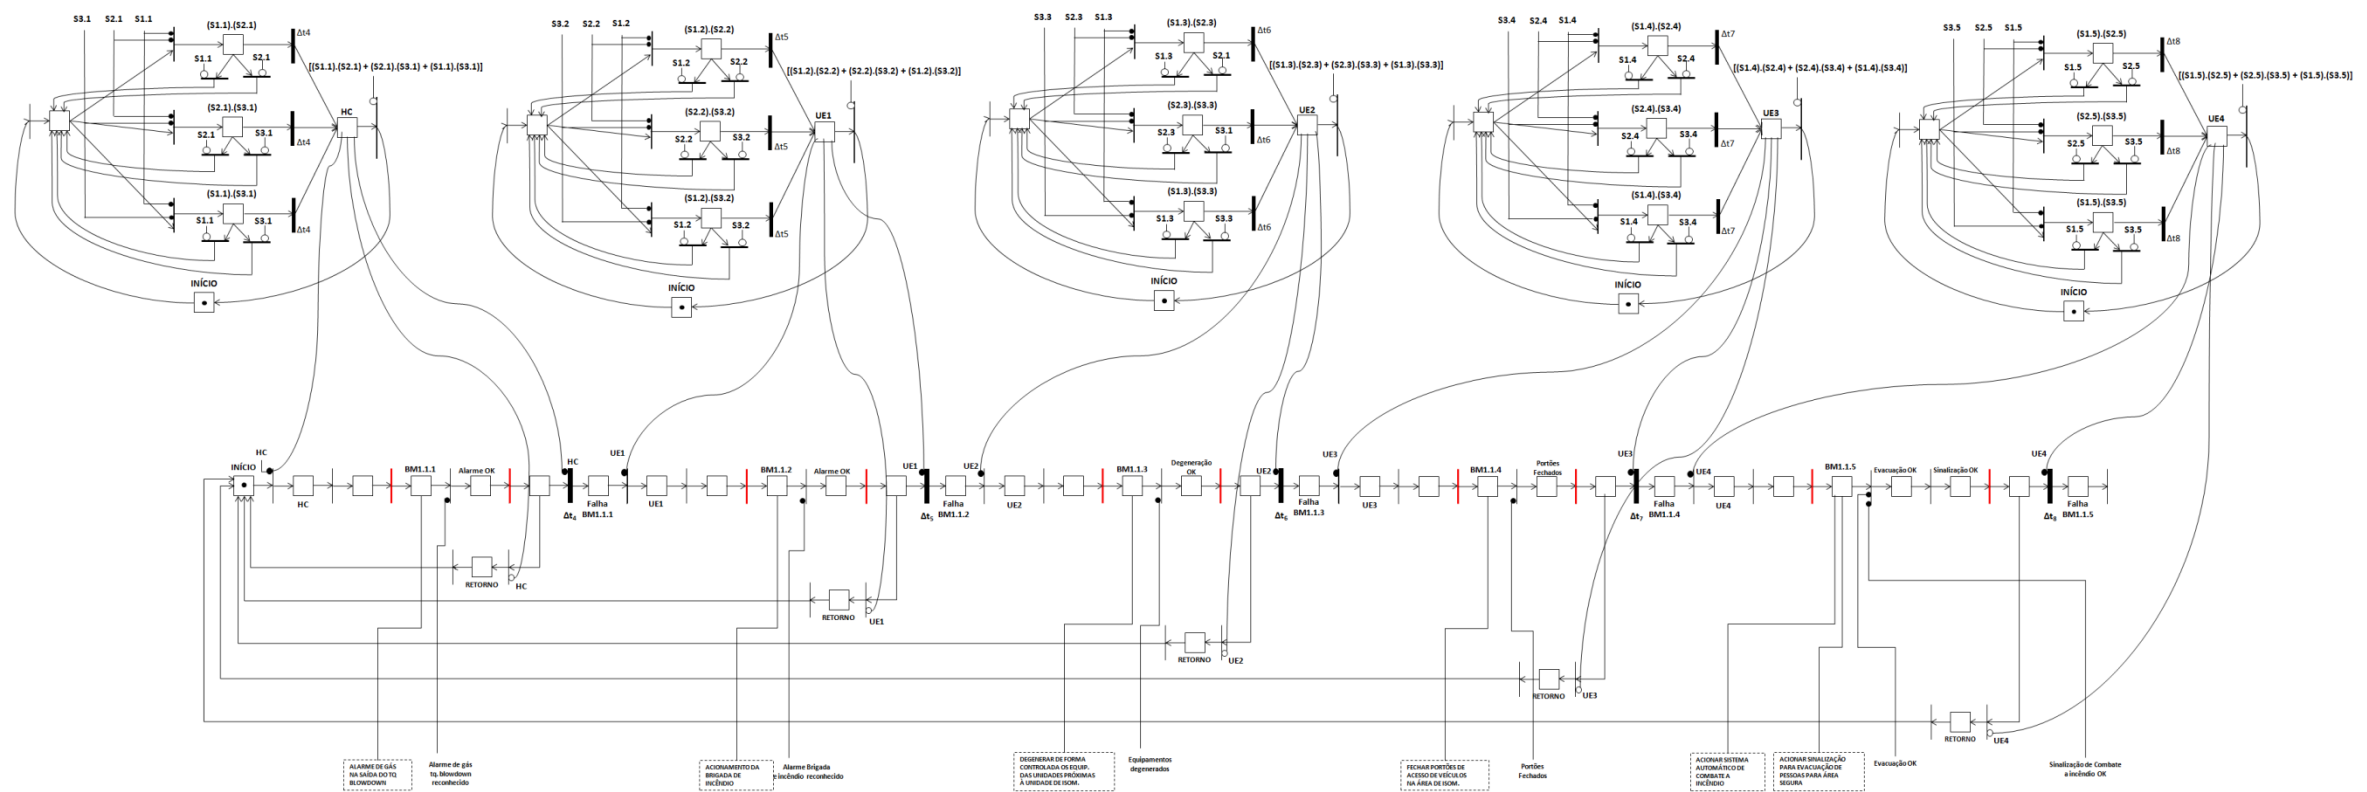 S3.1 S2.1 S1.1
(S1.1).(S2.1)
Δt4
S1.1 S2.1
[(S1.1).(S2.1) + (S2.1).(S3.1) + (S1.1).(S3.1)]
(S2.1).(S3.1)
HC
S2.1 S3.1
Δt4
(S1.1).(S3.1)
S1.1 S3.1
Δt4
INÍCIO
S3.2 S2.2 S1.2
(S1.2).(S2.2)
Δt5
S1.2 S2.2
[(S1.2).(S2.2) + (S2.2).(S3.2) + (S1.2).(S3.2)]
(S2.2).(S3.2)
UE1
S2.2 S3.2
Δt5
(S1.2).(S3.2)
S1.2 S3.2
Δt5
INÍCIO
S3.3 S2.3 S1.3
(S1.3).(S2.3)
Δt6
S1.3 S2.1
[(S1.3).(S2.3) + (S2.3).(S3.3) + (S1.3).(S3.3)]
(S2.3).(S3.3)
UE2
S2.3 S3.1
Δt6
(S1.3).(S3.3)
S1.3 S3.3
Δt6
INÍCIO
S3.4 S2.4 S1.4
(S1.4).(S2.4)
Δt7
S1.4 S2.4
[(S1.4).(S2.4) + (S2.4).(S3.4) + (S1.4).(S3.4)]
(S2.4).(S3.4)
UE3
S2.4 S3.4
Δt7
(S1.4).(S3.4)
S1.4 S3.4
Δt7
INÍCIO
S3.5 S2.5 S1.5
(S1.5).(S2.5)
Δt8
S1.5 S2.5
[(S1.5).(S2.5) + (S2.5).(S3.5) + (S1.5).(S3.5)]
(S2.5).(S3.5)
UE4
S2.5 S3.5
Δt8
(S1.5).(S3.5)
S1.5 S3.5
Δt8
INÍCIO
INÍCIO
HC
HC
BM1.1.1
Alarme OK
HC
Δt4
Falha
BM1.1.1
UE1
UE1
BM1.1.2
Alarme OK
UE1
Δt5
Falha
BM1.1.2
UE2
UE2
BM1.1.3
Degeneração
OK
UE2
Δt6
Falha
BM1.1.3
UE3
UE3
BM1.1.4
Portões
Fechados
UE3
Δt7
Falha
BM1.1.4
UE4
UE4
BM1.1.5
Evacuação OK
Sinalização OK
UE4
Δt8
Falha
BM1.1.5
RETORNO
HC
RETORNO
UE1
RETORNO
UE2
RETORNO
UE3
RETORNO
UE4
ALARME DE GÁS
NA SAÍDA DO TQ
BLOWDOWN
Alarme de gás
tq. blowdown
reconhecido
ACIONAMENTO DA
BRIGADA DE
INCÊNDIO
Alarme Brigada
e incêndio reconhecido
DEGENERAR DE FORMA
CONTROLADA OS EQUIP.
DAS UNIDADES PRÓXIMAS
À UNIDADE DE ISOM.
Equipamentos
degenerados
FECHAR PORTÕES DE
ACESSO DE VEÍCULOS
NA ÁREA DE ISOM.
Portões
Fechados
ACIONAR SISTEMA
AUTOMÁTICO DE
COMBATE A
INCÊNDIO
ACIONAR SINALIZAÇÃO
PARA EVACUAÇÃO DE
PESSOAS PARA ÁREA
SEGURA
Evacuação OK
Sinalização de Combate
a incêndio OK